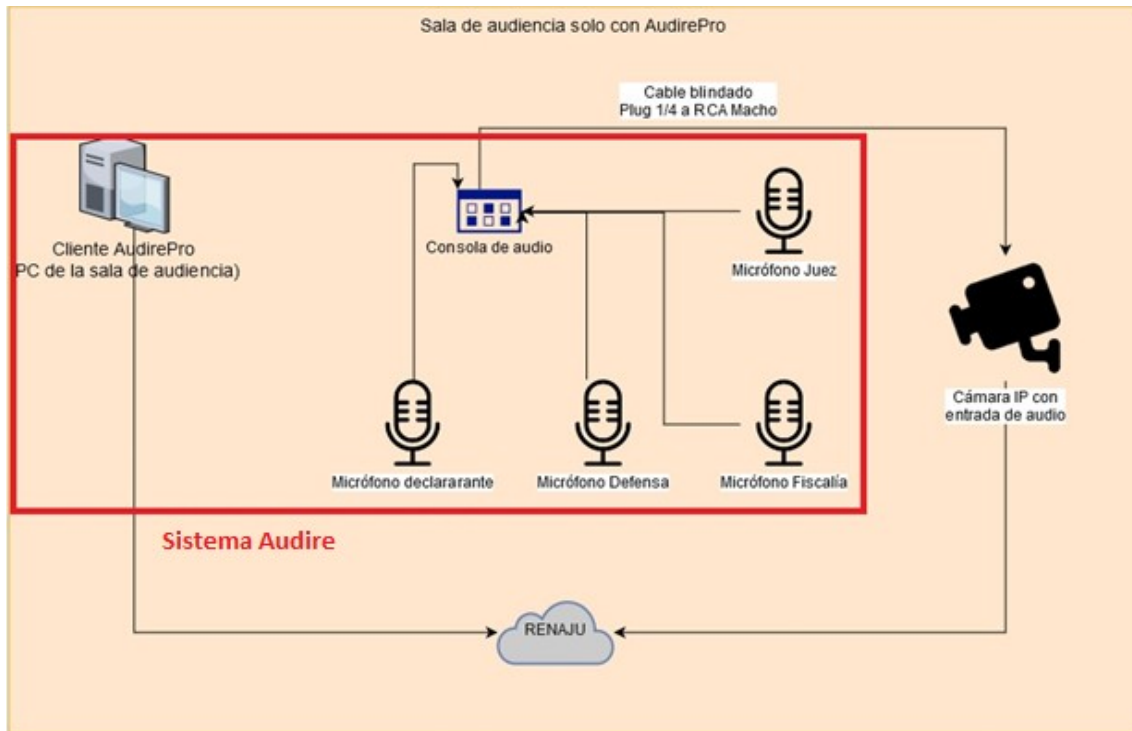 Sala de audiencia solo con AudirePro
Cable blindado
Plug 1/4 a RCA Macho
Cliente AudirePro
PC de la sala de audiencia)
Consola de audio
Micrófono Juez
Cámara IP con
entrada de audio
Micrófono declararante
Micrófono Defensa
Micrófono Fiscalía
Sistema Audire
RENAJU